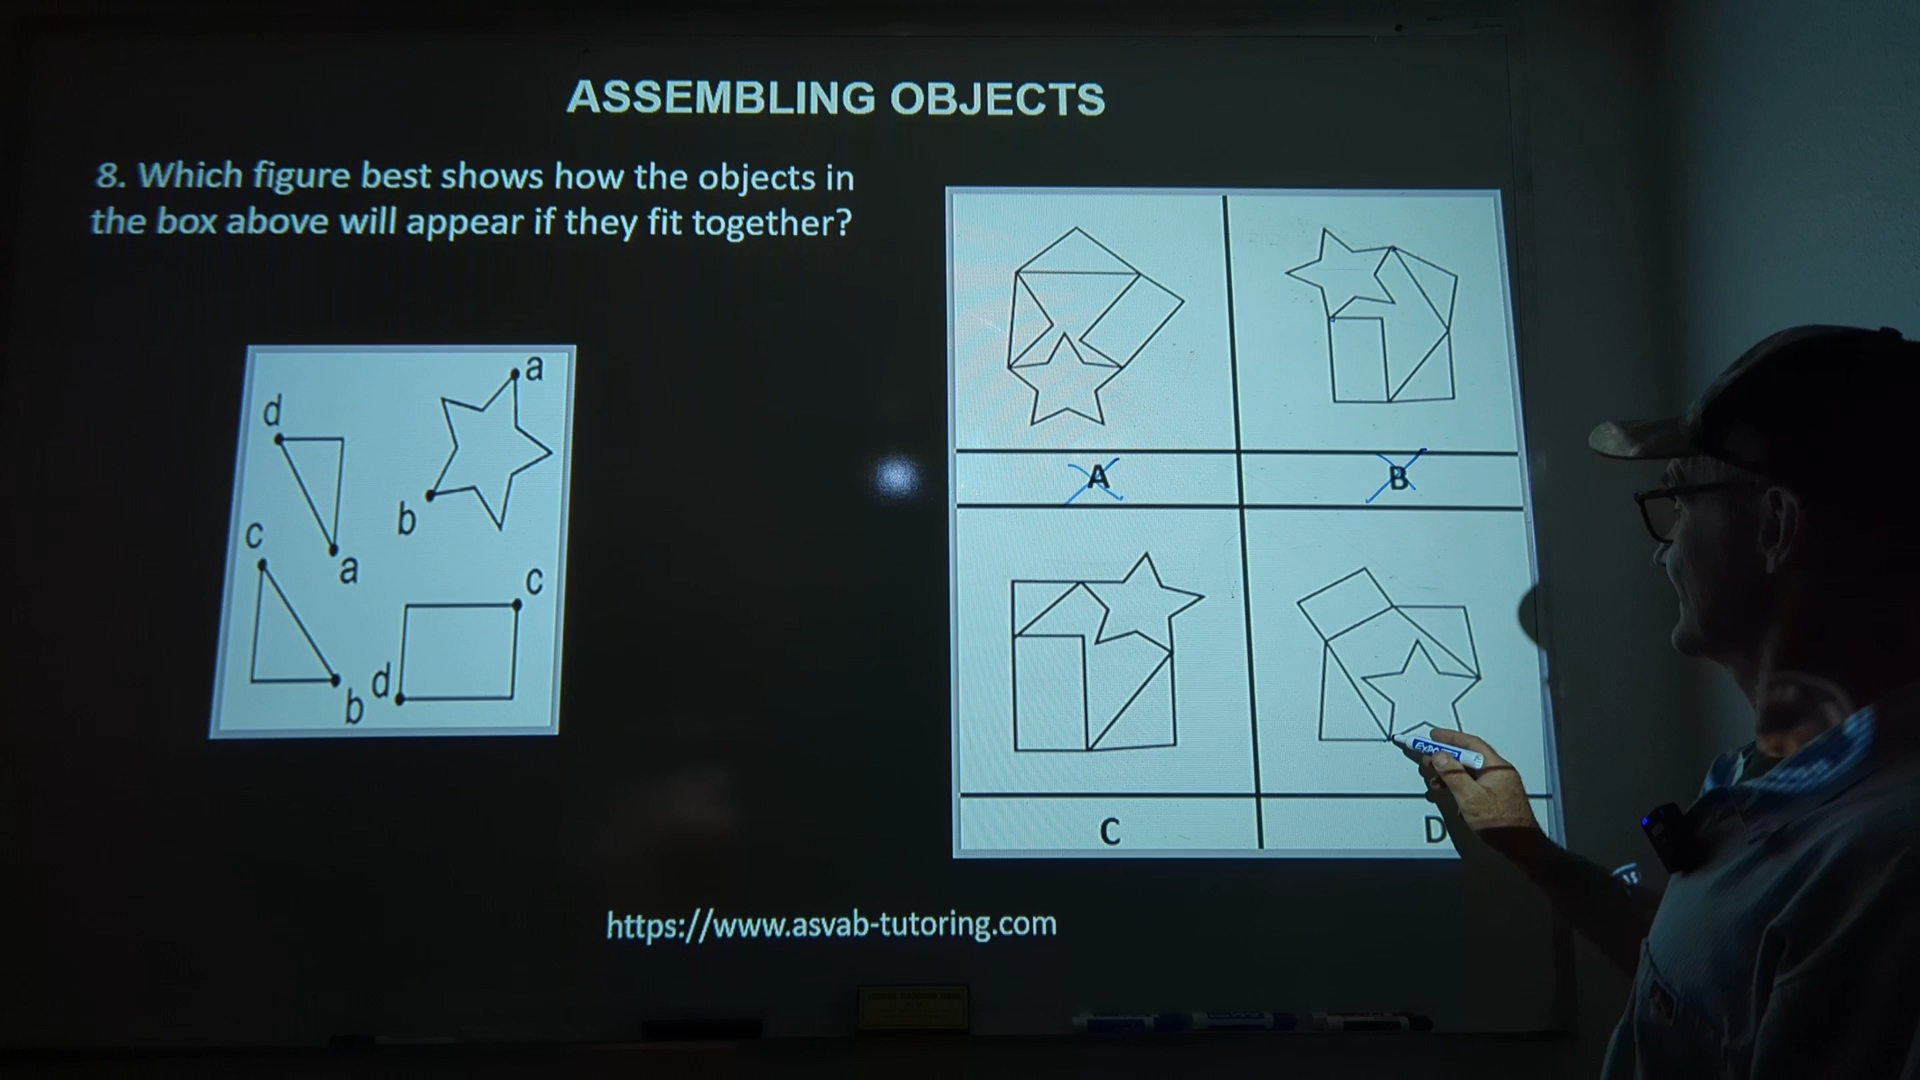 ASSEMBLING OBJECTS
8. Which figure best shows how the objects in
the box above will appear if they fit together?
a
d
b
c
a
c
d
b
A
B
C
D
EXPO
https://www.asvab-tutoring.com